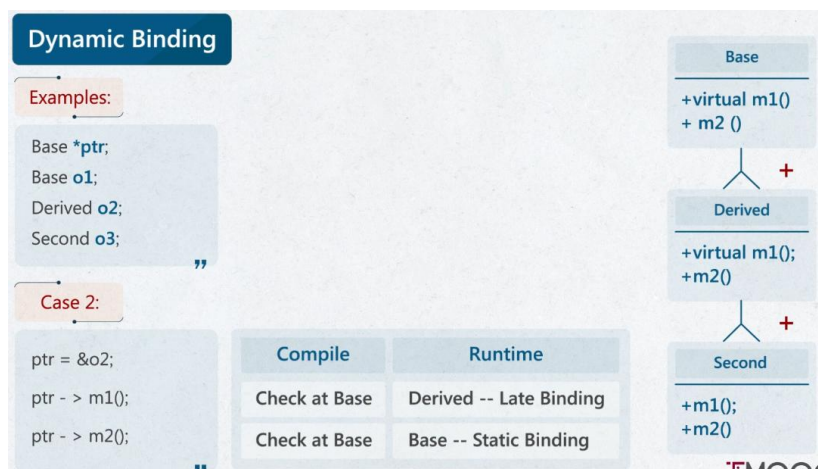 Dynamic Binding
Examples:
Base *ptr;
Base o1;
Derived o2;
Second o3;
”
Case 2:
ptr = &o2;
ptr - > m1();
ptr - > m2();
Compile Runtime
Check at Base Derived -- Late Binding
Check at Base Base -- Static Binding
Base
+virtual m1()
+ m2 ()
+
Derived
+virtual m1();
+m2()
+
Second
+m1();
+m2()